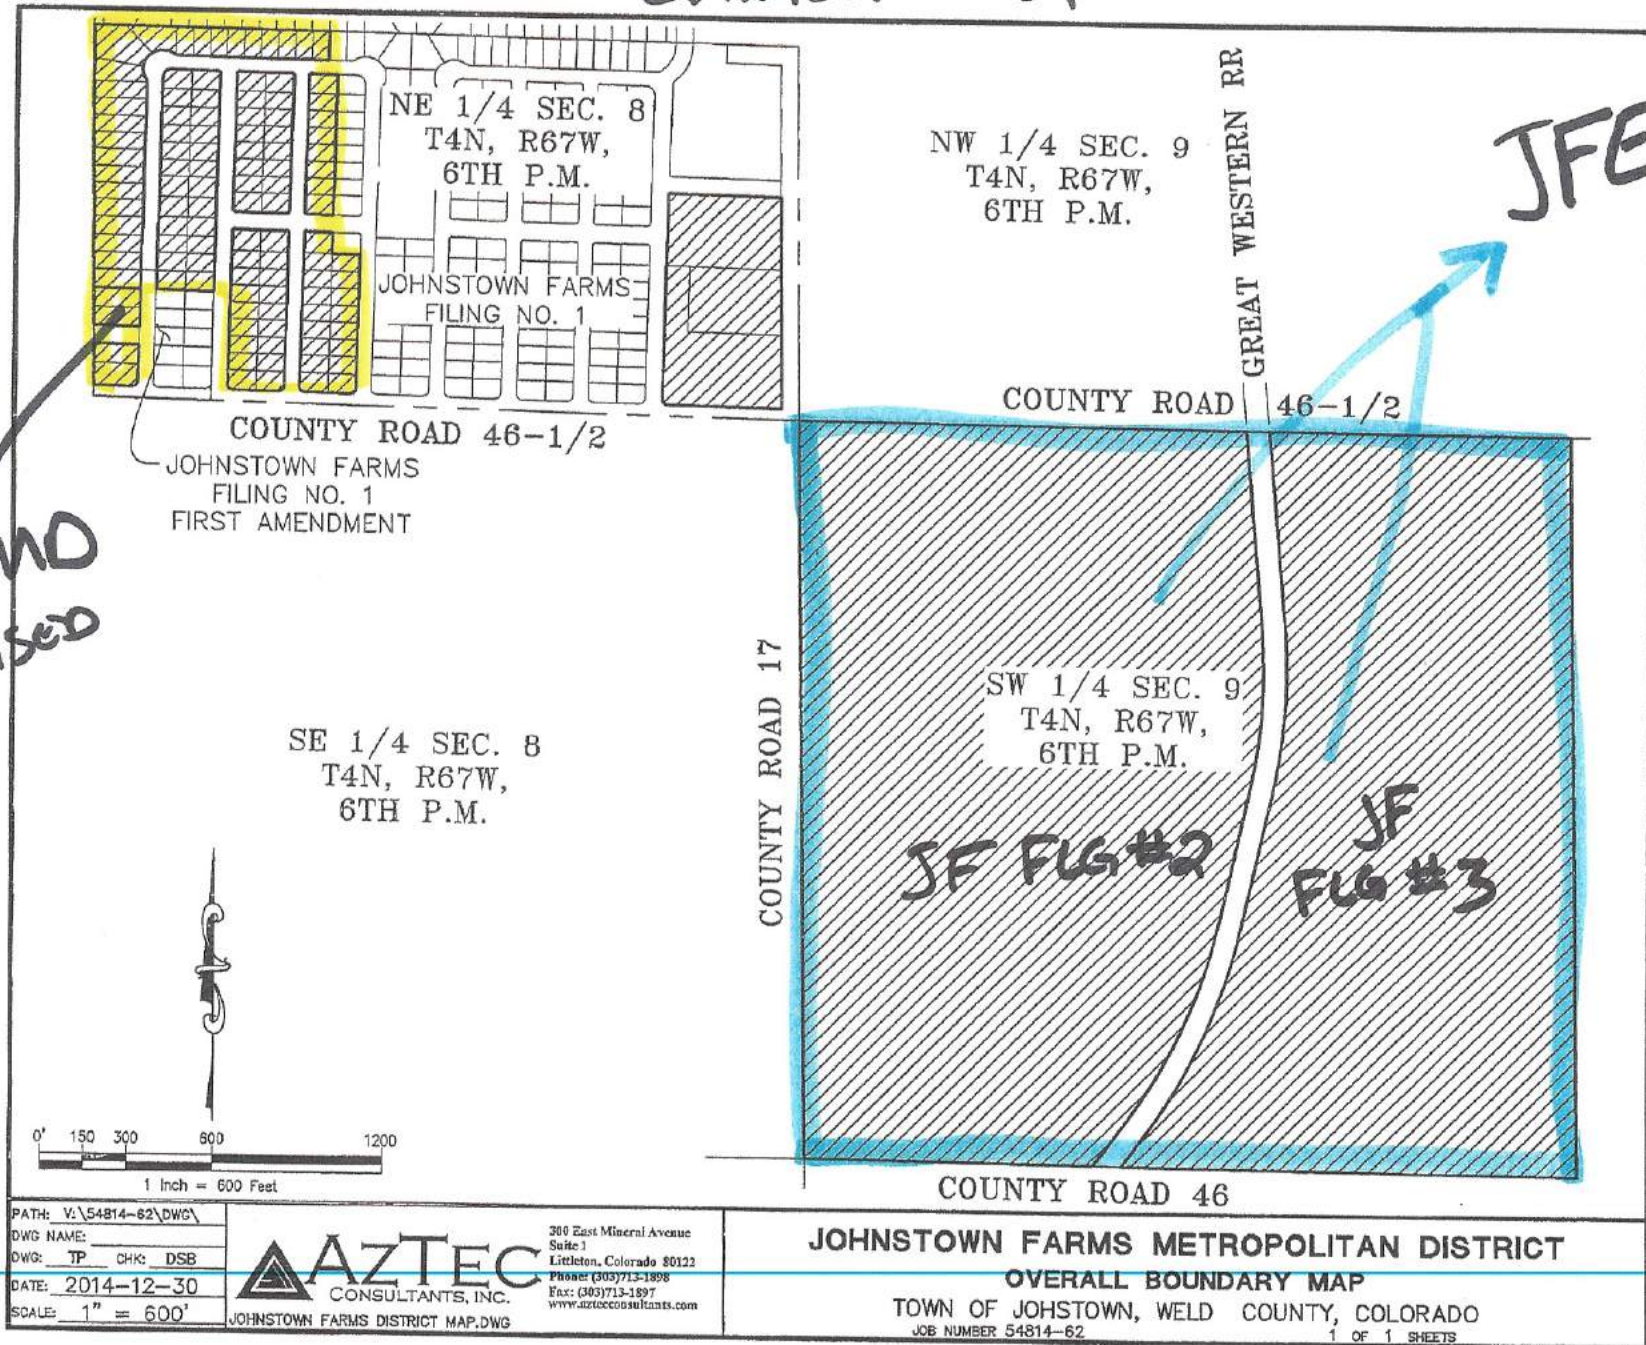 NE 1/4 SEC. 8
T4N, R67W,
6TH P.M.
NW 1/4 SEC. 9
T4N, R67W,
6TH P.M.
GREAT WESTERN RR
JFE
JOHNSTOWN FARMS
FILING NO. 1
COUNTY ROAD 46-1/2
COUNTY ROAD 46-1/2
JOHNSTOWN FARMS
FILING NO. 1
FIRST AMENDMENT
SE 1/4 SEC. 8
T4N, R67W,
6TH P.M.
COUNTY ROAD 17
SW 1/4 SEC. 9
T4N, R67W,
6TH P.M.
JF FLG #2
JF
FLG #3
0' 150 300 600 1200
1 Inch = 600 Feet
COUNTY ROAD 46
PATH: V:\54814-62\DWG\
DWG NAME:
DWG: TP CHK: DSB
DATE: 2014-12-30
SCALE: 1" = 600'
AZTEC
CONSULTANTS, INC.
300 East Mineral Avenue
Suite 1
Littleton, Colorado 80122
Phone: (303)713-1898
Fax: (303)713-1897
www.aztecconsultants.com
JOHNSTOWN FARMS DISTRICT MAP.DWG
JOHNSTOWN FARMS METROPOLITAN DISTRICT
OVERALL BOUNDARY MAP
TOWN OF JOHSTOWN, WELD COUNTY, COLORADO
JOB NUMBER 54814-62
1 OF 1 SHEETS